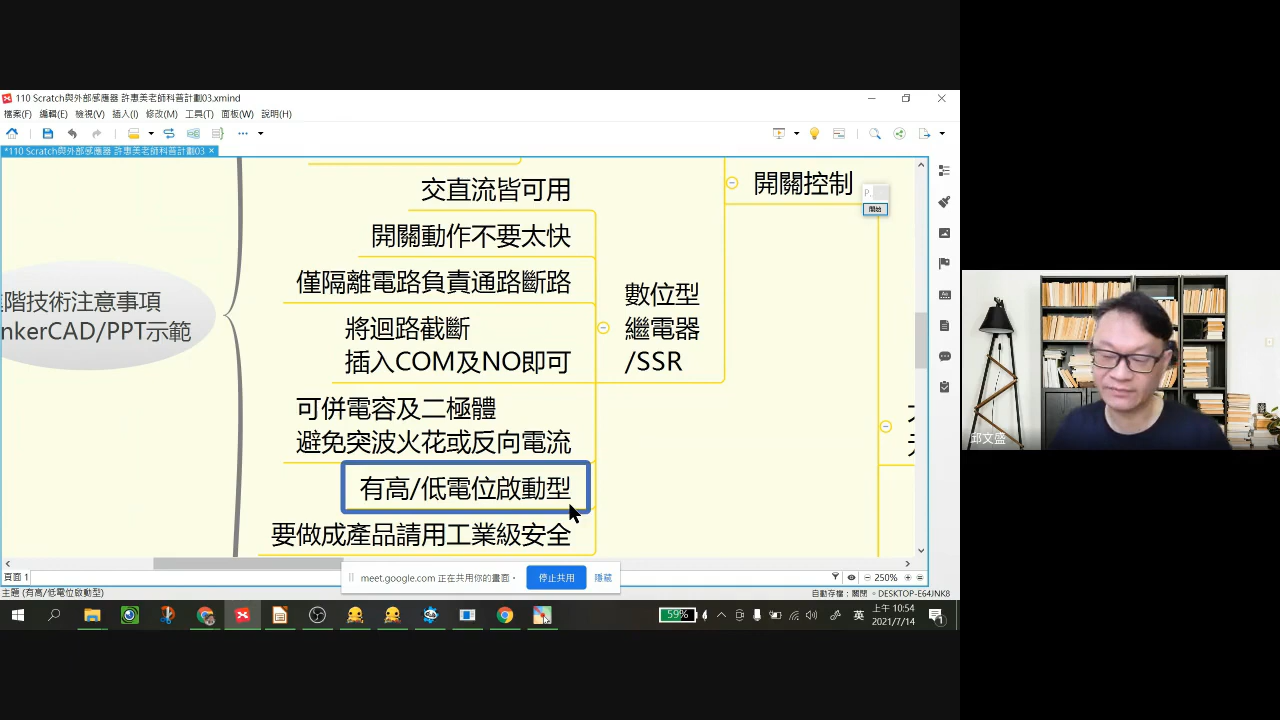 110 Scratch與外部感應器 許惠美老師科普計劃03.xmind
檔案(F) 編輯(E) 檢視(V) 插入(I) 修改(M) 工具(T) 面板(W) 說明(H)
*110 Scratch與外部感應器 許惠美老師科普計劃03
交直流皆可用
開關動作不要太快
僅隔離電路負責通路斷路
將迴路截斷
插入COM及NO即可
可併電容及二極體
避免突波火花或反向電流
有高/低電位啟動型
要做成產品請用工業級安全
數位型
繼電器
/SSR
開關控制
開始
階技術注意事項
nkerCAD/PPT示範
邱文盛
meet.google.com 正在共用你的畫面。
停止共用
隱藏
頁面 1
250%
主題 (有高/低電位啟動型)
自動存檔：關閉
DESKTOP-E64JNK8
59%
英
上午 10:54
2021/7/14
1